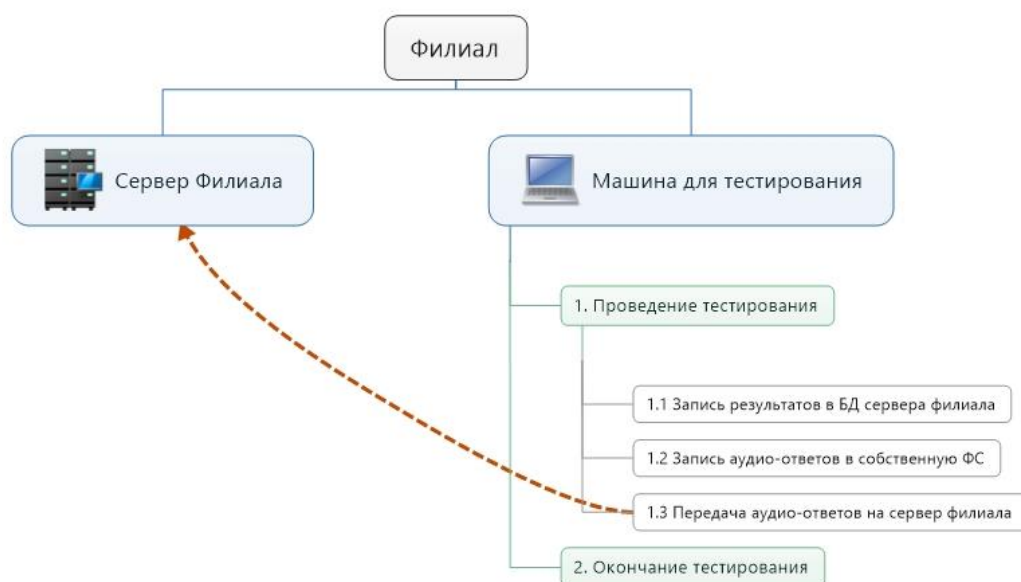 Филиал
Сервер Филиала
Машина для тестирования
1. Проведение тестирования
1.1 Запись результатов в БД сервера филиала
1.2 Запись аудио-ответов в собственную ФС
1.3 Передача аудио-ответов на сервер филиала
2. Окончание тестирования